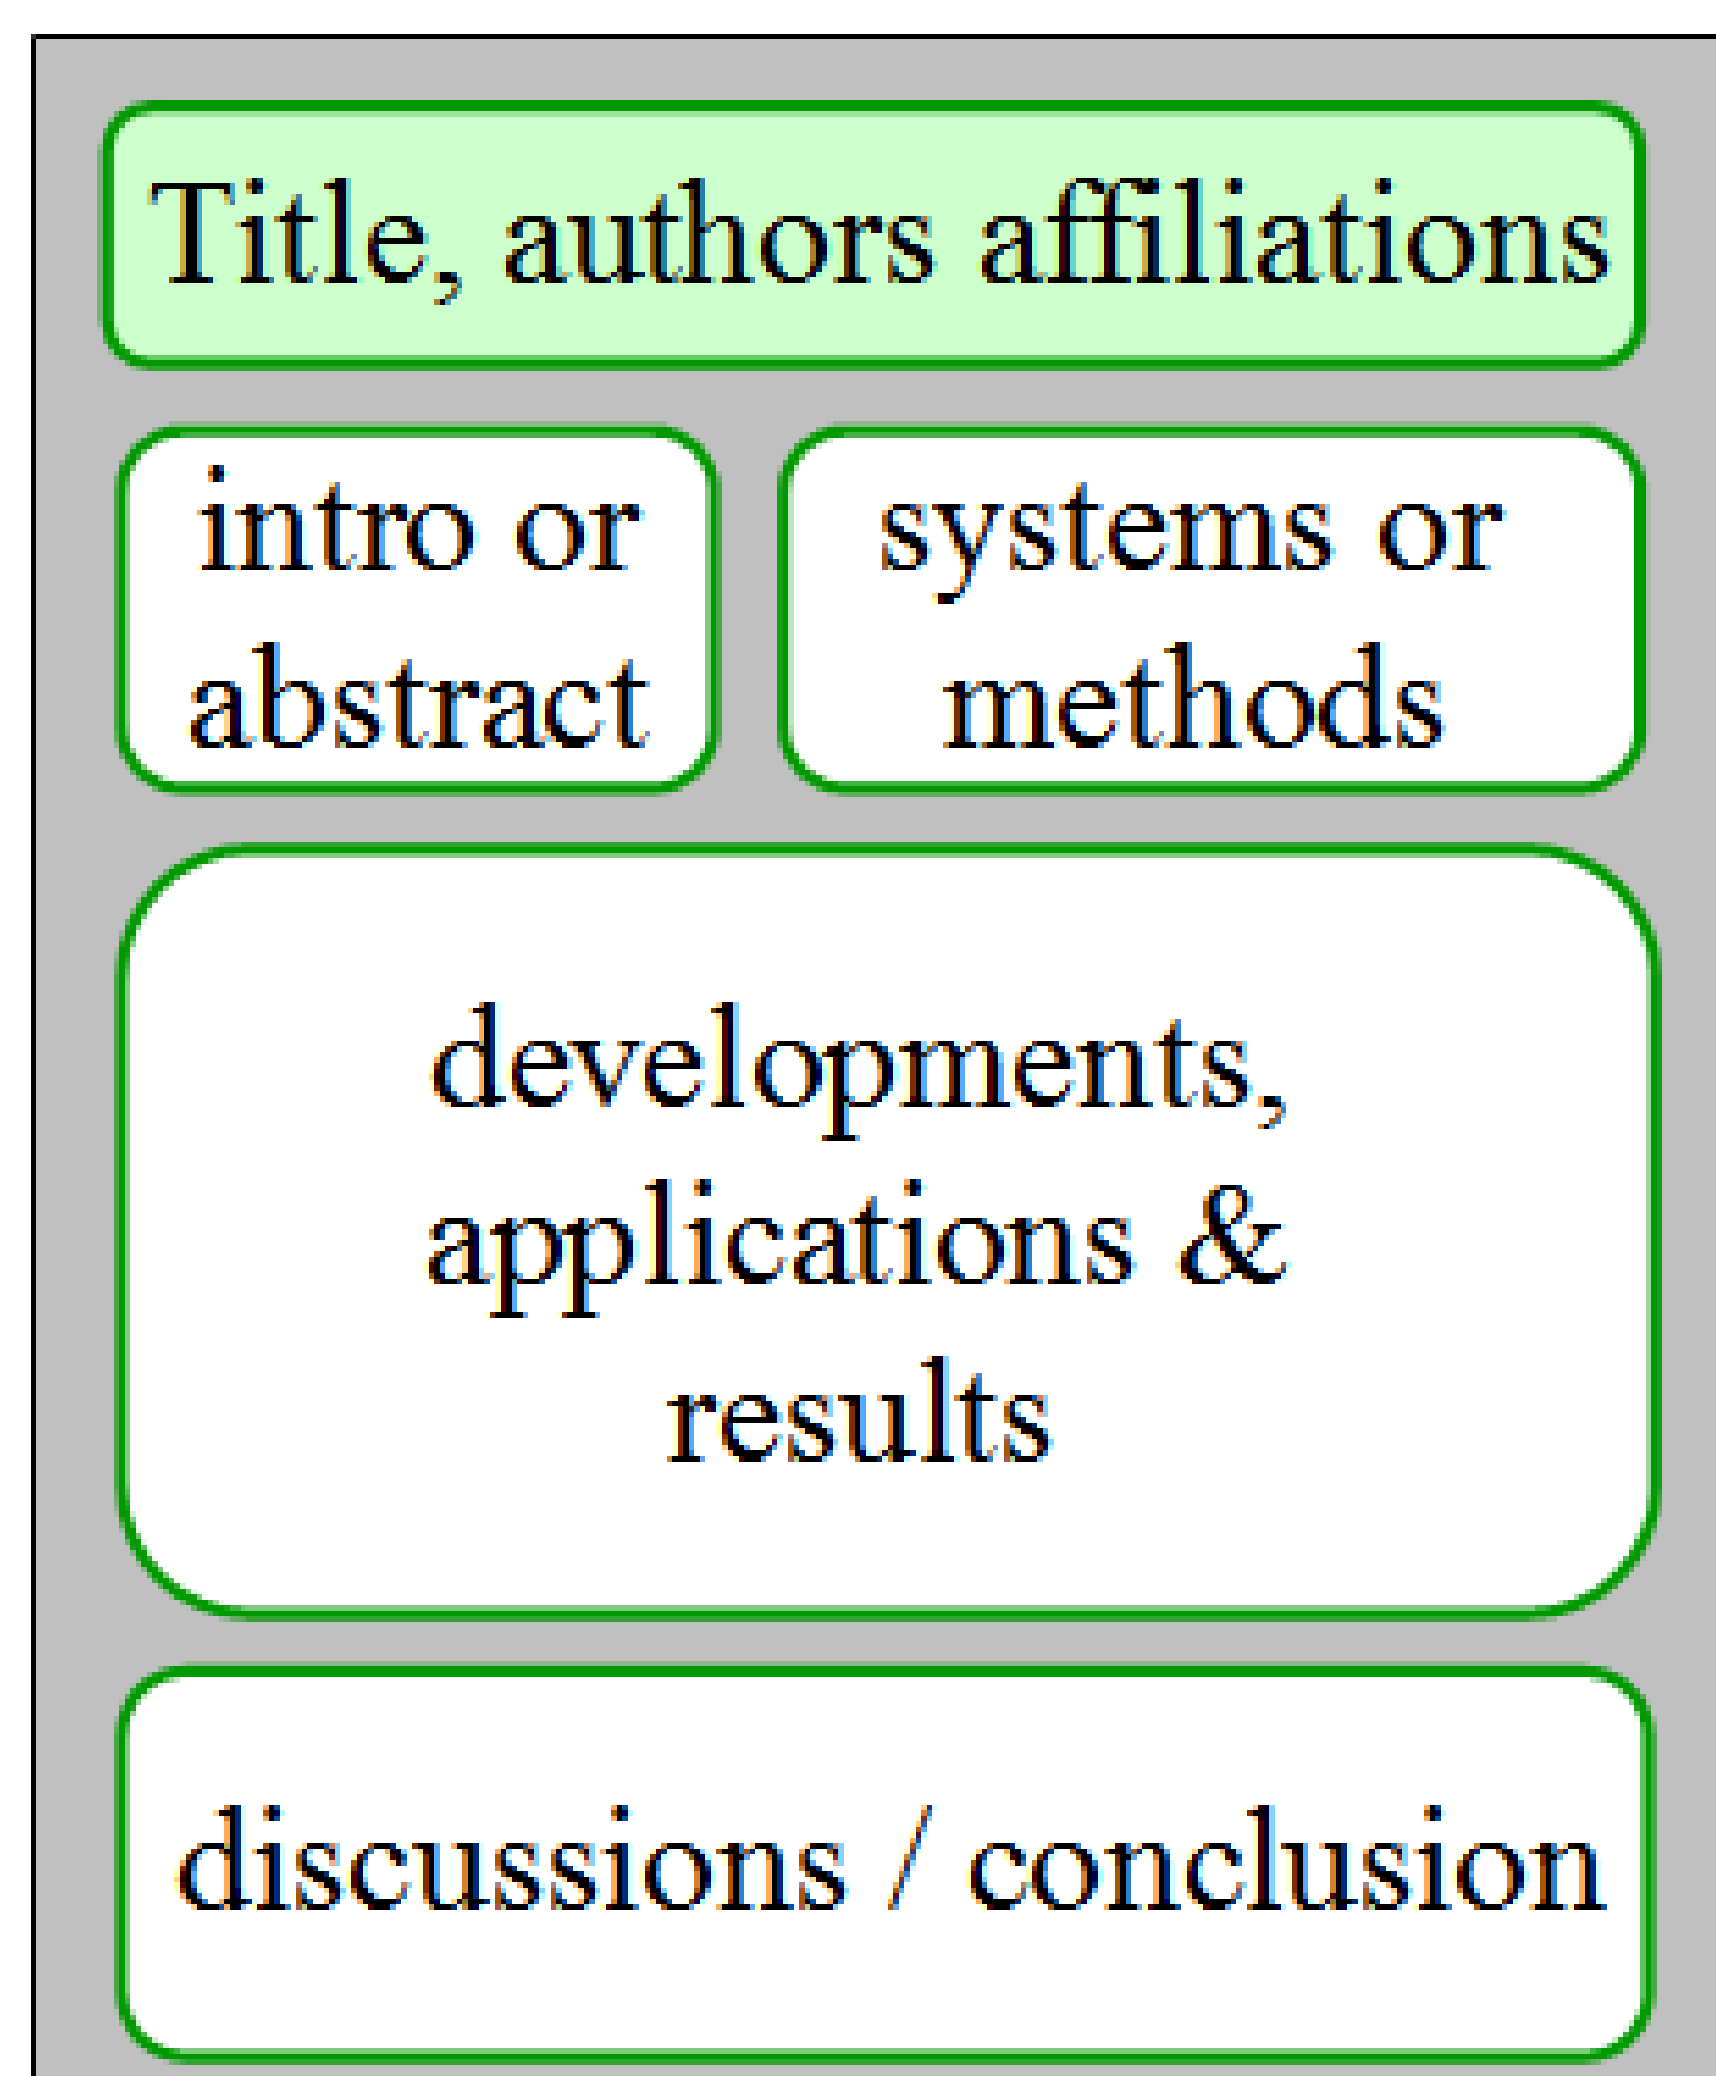 Title, authors affiliations
intro or
abstract
systems or
methods
developments,
applications &
results
discussions / conclusion